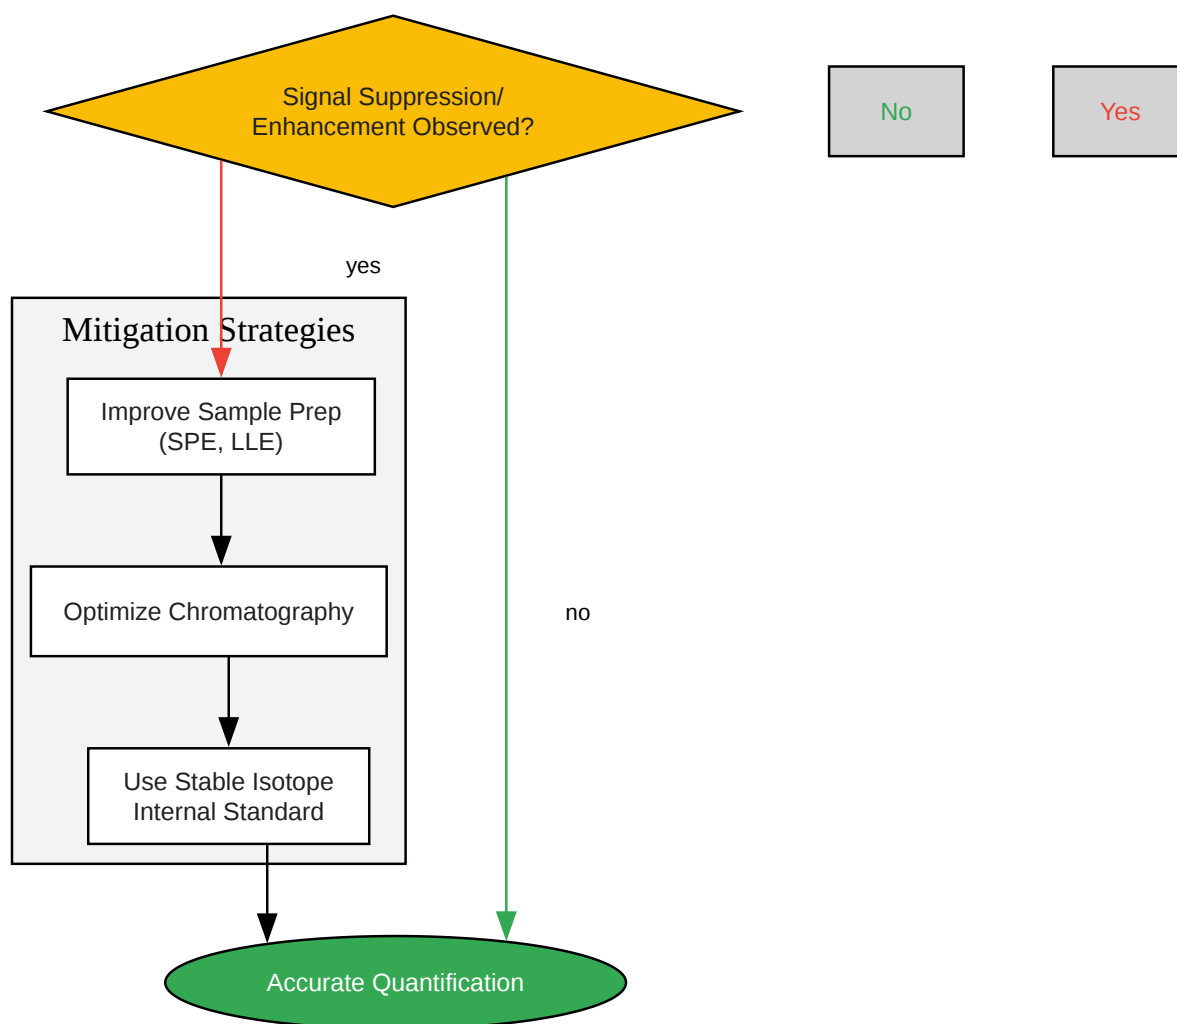 Signal Suppression/
Enhancement Observed?
No
Yes
yes
Mitigation Strategies
Improve Sample Prep
(SPE, LLE)
Optimize Chromatography
no
Use Stable Isotope
Internal Standard
Accurate Quantification